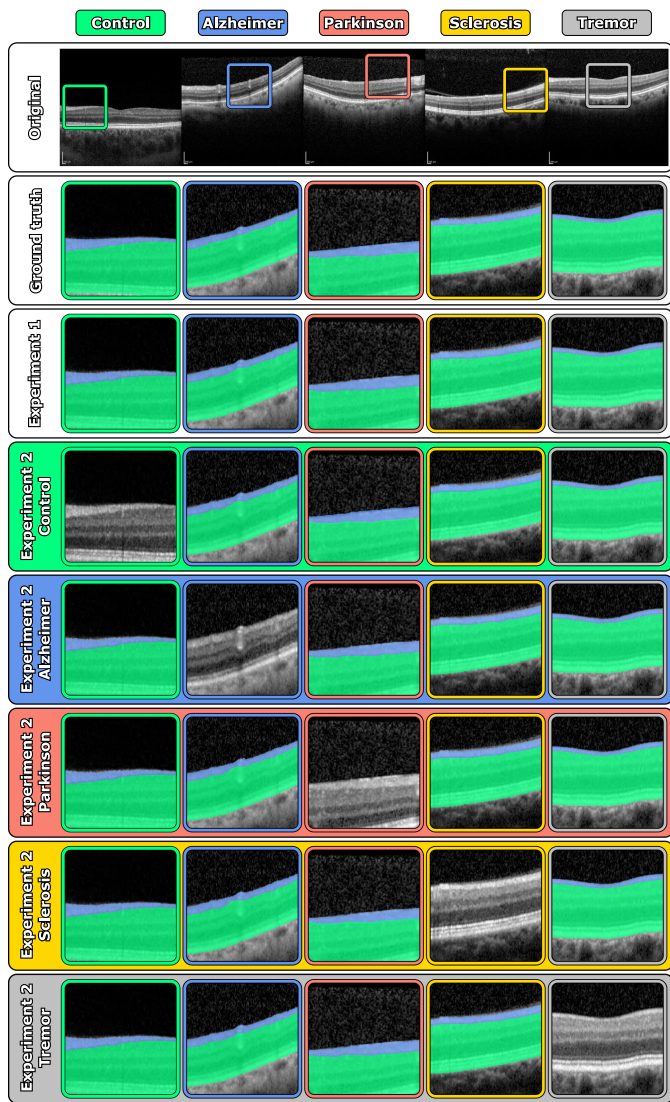 Control
Alzheimer
Parkinson
Sclerosis
Tremor
Original
Ground truth
Experiment 1
Experiment 2
Control
Experiment 2
Alzheimer
Experiment 2
Parkinson
Experiment 2
Sclerosis
Experiment 2
Tremor